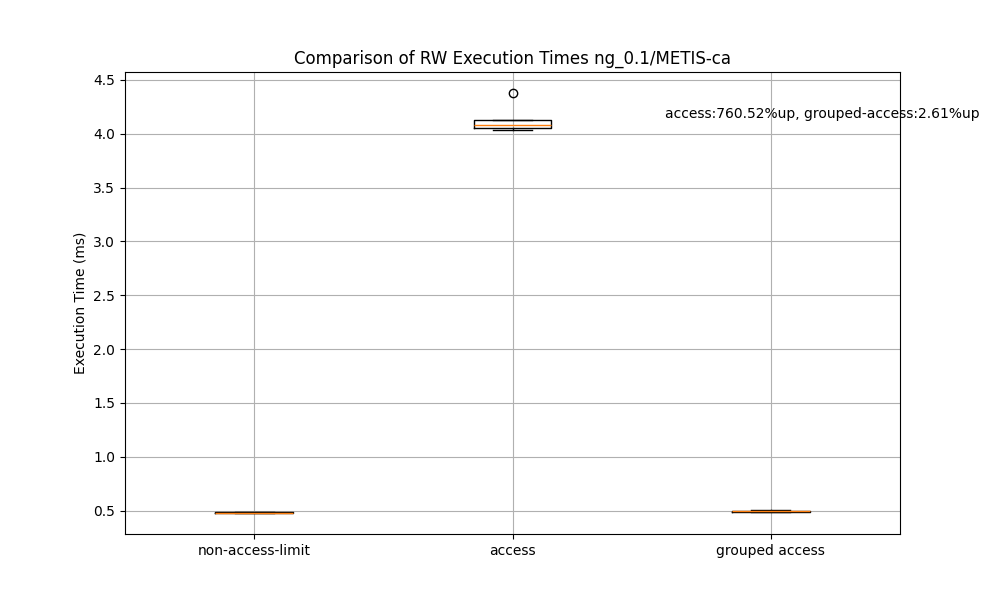 Comparison of RW Execution Times ng_0.1/METIS-ca
4.5
access:760.52%up, grouped-access:2.61%up
4.0
3.5
3.0
2.5
2.0
1.5
1.0
0.5
Execution Time (ms)
non-access-limit
access
grouped access